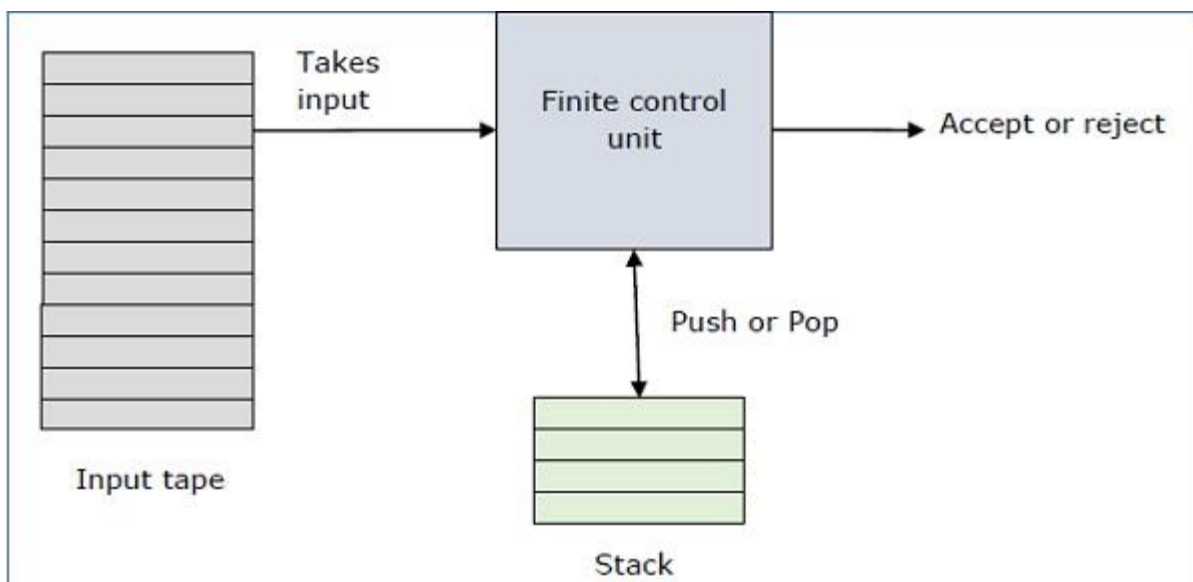 Takes
input
Finite control
unit
Accept or reject
Push or Pop
Input tape
Stack